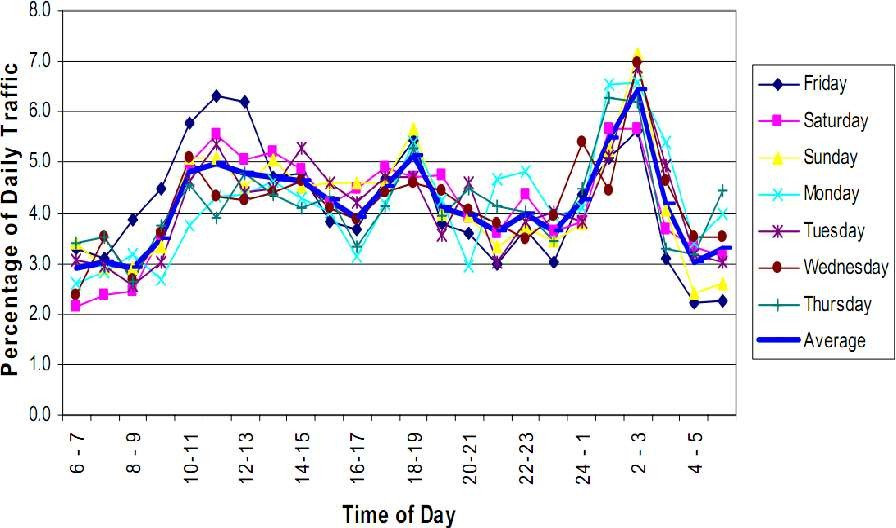 Percentage of Daily Traffic
8.0
7.0
6.0
5.0
4.0
3.0
2.0
1.0
0.0
6 - 7
8 - 9
10-11
12-13
14-15
16-17
18-19
20-21
22-23
24 - 1
2 - 3
4 - 5
Time of Day
Friday
Saturday
Sunday
Monday
Tuesday
Wednesday
Thursday
Average